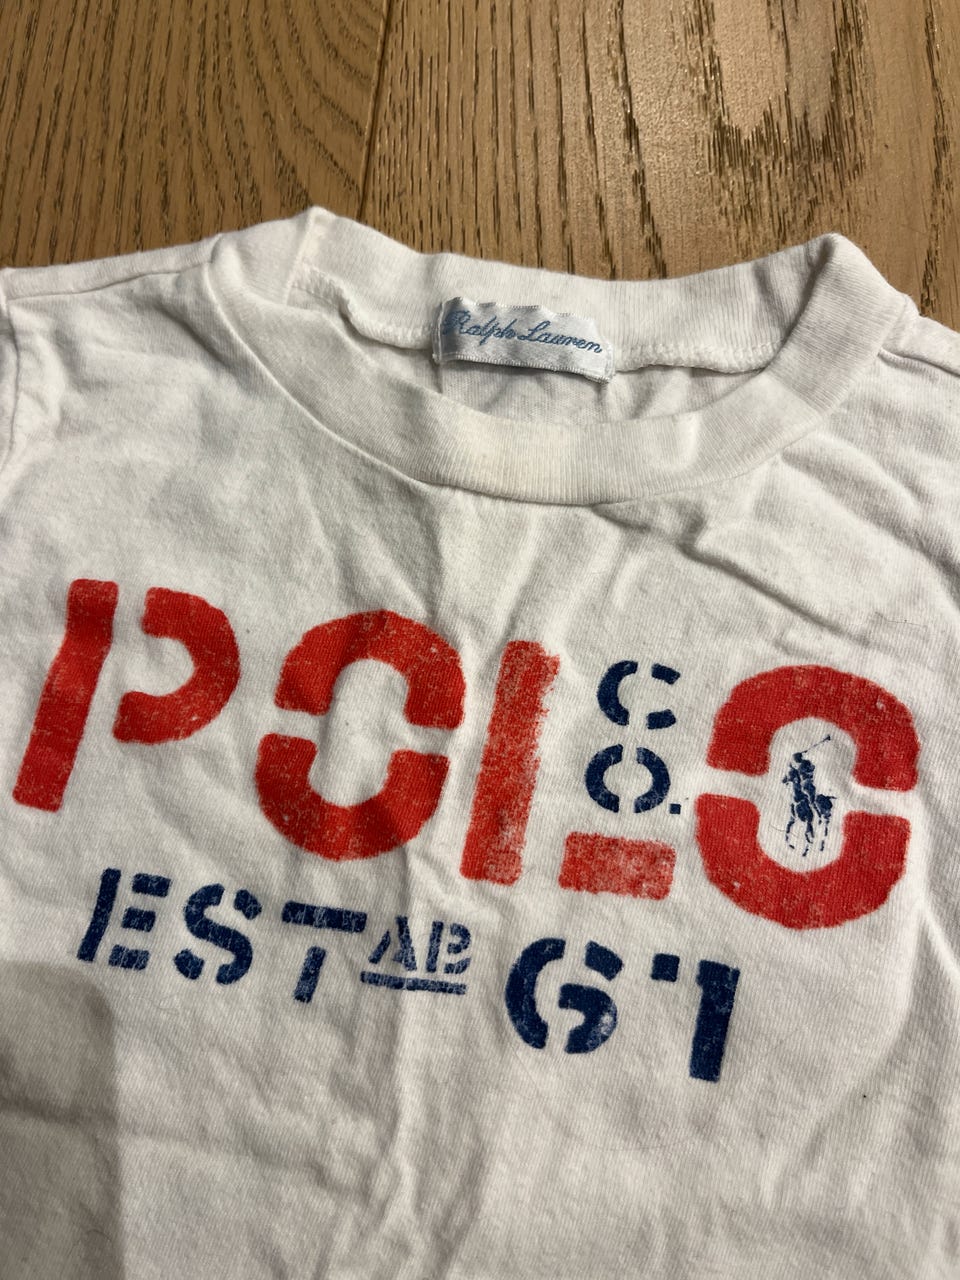 Ralph Lauren
POLO
CO.
ESTAB 67